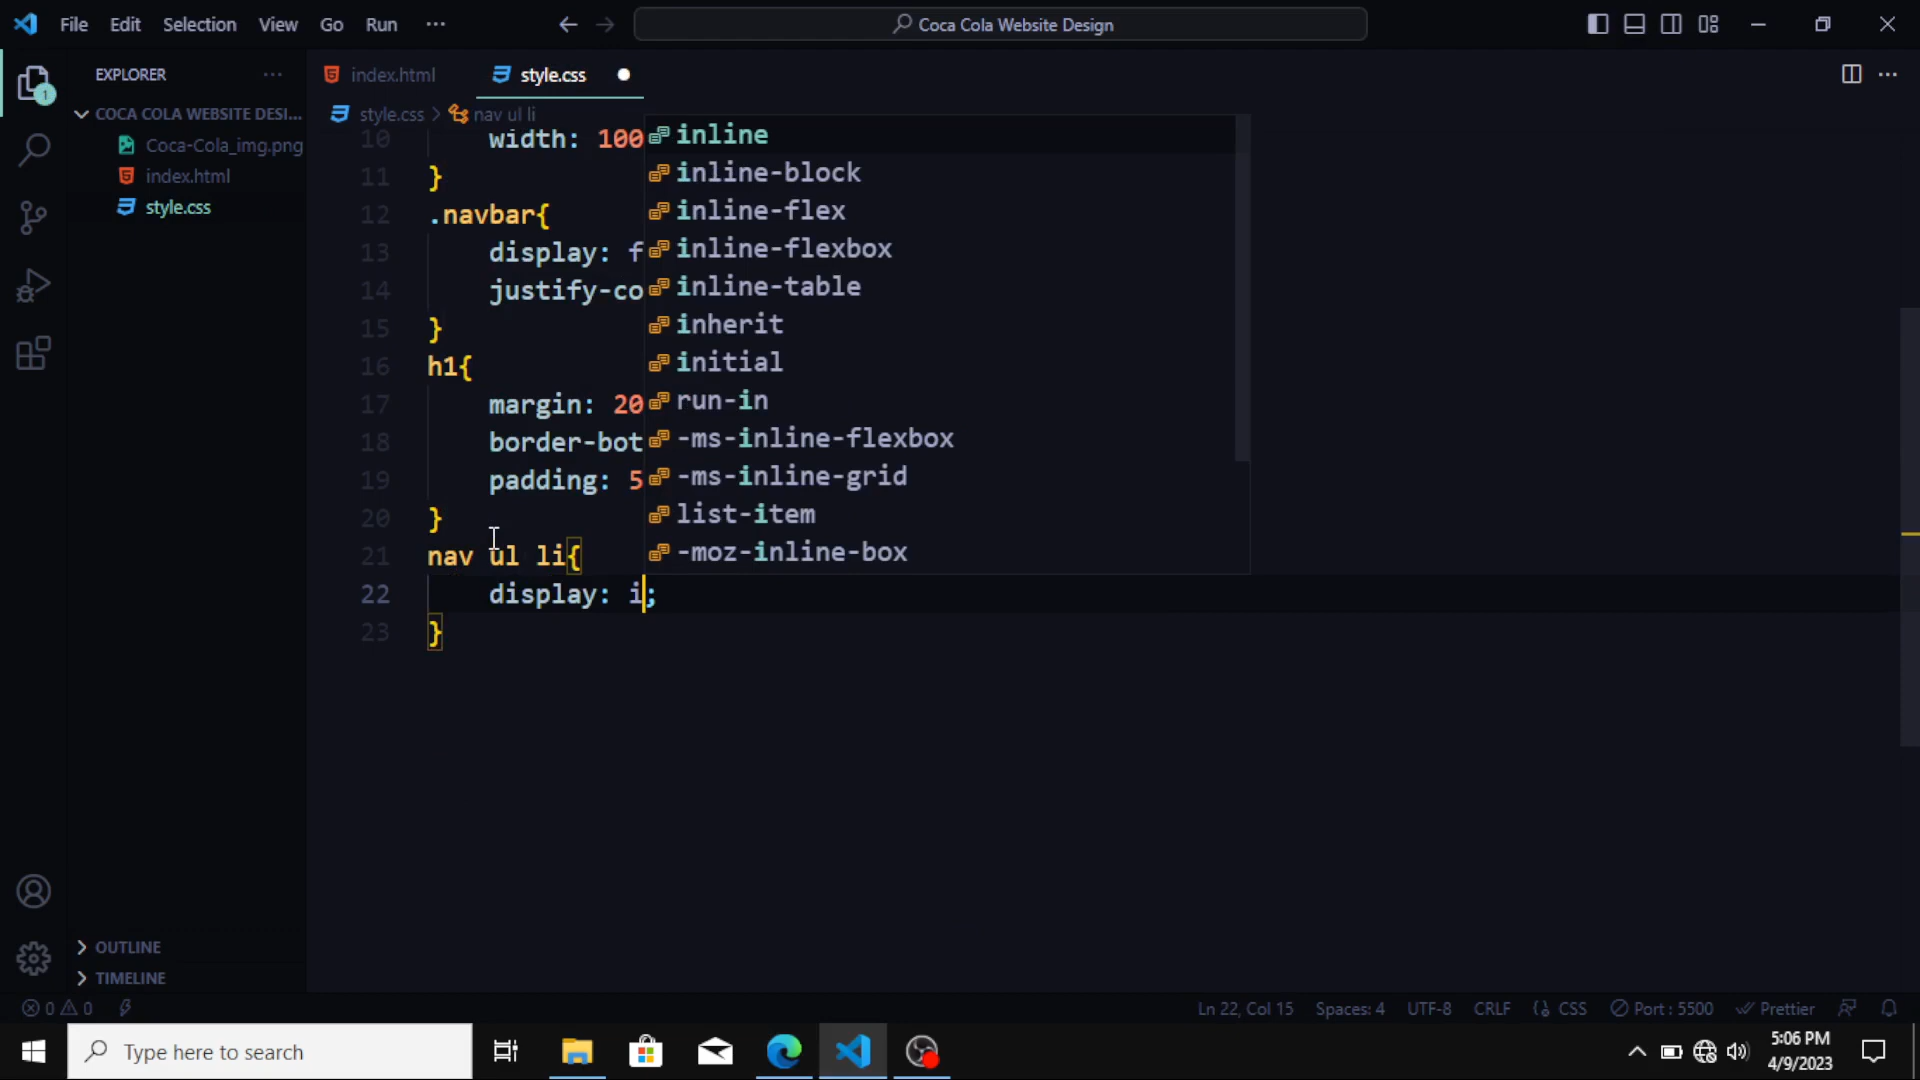 File Edit Selection View Go Run ... Coca Cola Website Design
EXPLORER ...
COCA COLA WEBSITE DESI...
Coca-Cola_img.png
index.html
style.css
OUTLINE
TIMELINE
index.html style.css
style.css > nav ul li
10 width: 100
11 }
12 .navbar{
13 display: f
14 justify-co
15 }
16 h1{
17 margin: 20
18 border-bot
19 padding: 5
20 }
21 nav ul li{
22 display: i;
23 }
inline
inline-block
inline-flex
inline-flexbox
inline-table
inherit
initial
run-in
-ms-inline-flexbox
-ms-inline-grid
list-item
-moz-inline-box
1
0 0 Ln 22, Col 15 Spaces: 4 UTF-8 CRLF CSS Port : 5500 Prettier
Type here to search
5:06 PM
4/9/2023